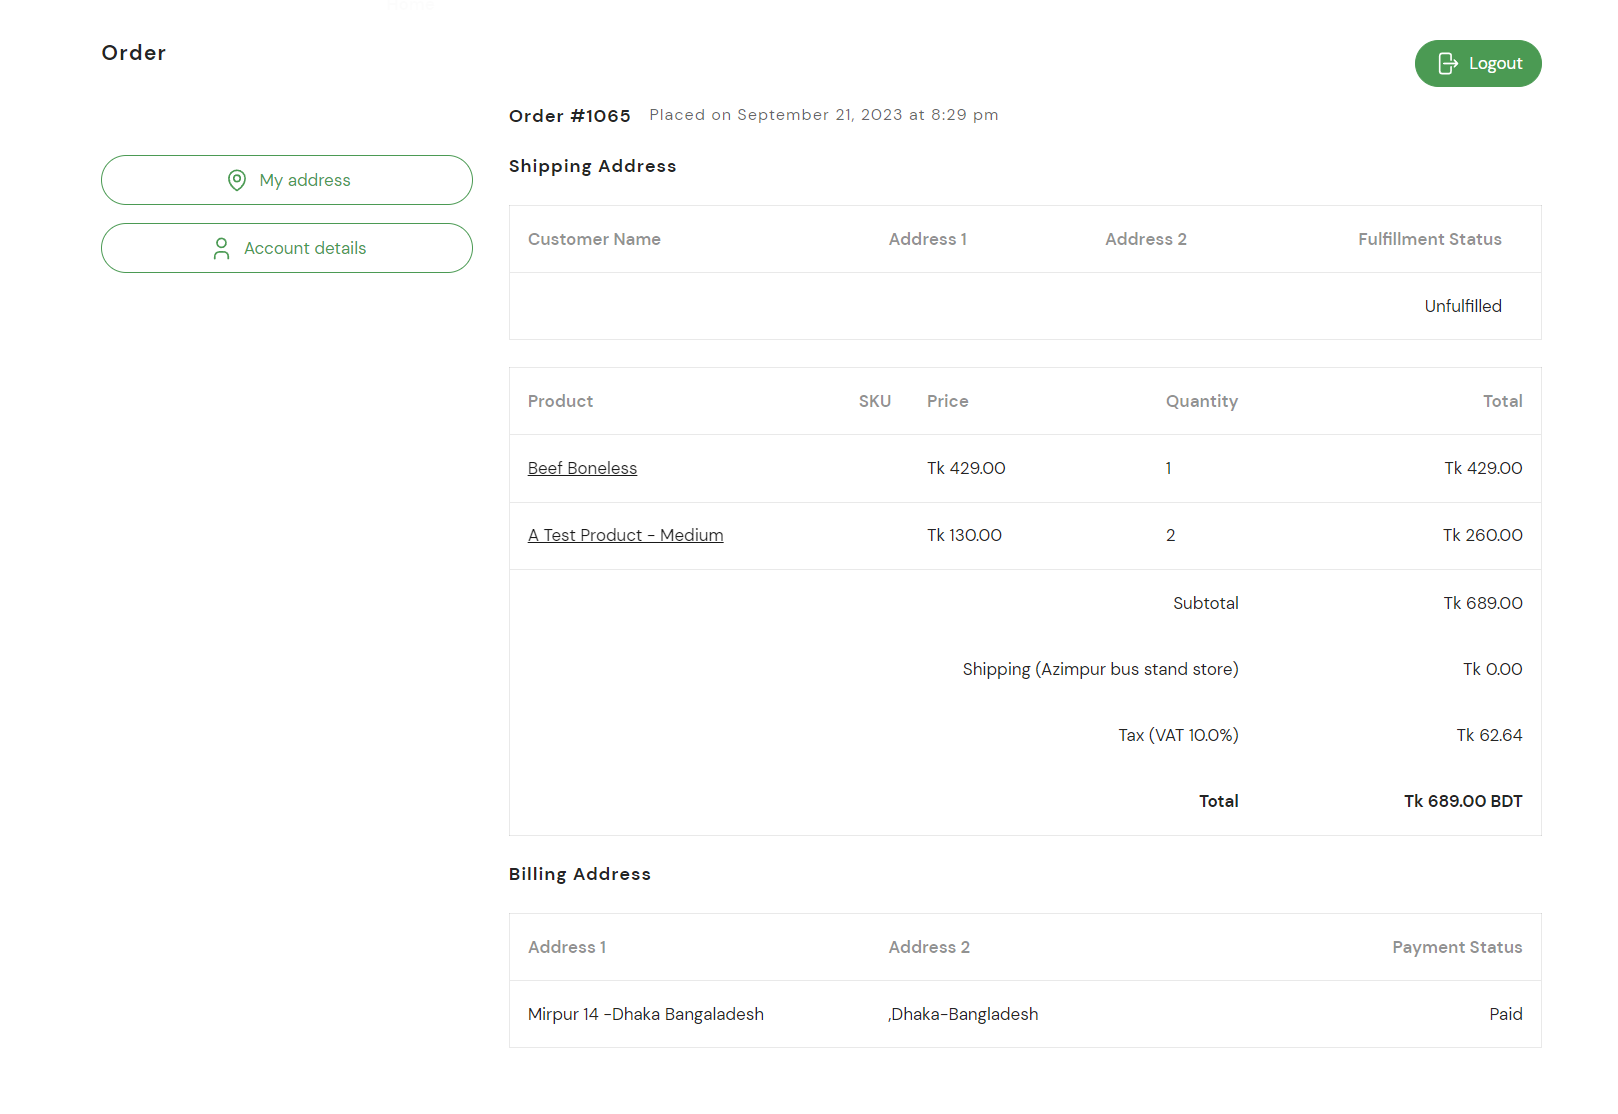 Order
Logout
Order #1065 Placed on September 21, 2023 at 8:29 pm
My address
Account details
Shipping Address
Customer Name Address 1 Address 2 Fulfillment Status
Unfulfilled
Product SKU Price Quantity Total
Beef Boneless Tk 429.00 1 Tk 429.00
A Test Product - Medium Tk 130.00 2 Tk 260.00
Subtotal Tk 689.00
Shipping (Azimpur bus stand store) Tk 0.00
Tax (VAT 10.0%) Tk 62.64
Total Tk 689.00 BDT
Billing Address
Address 1 Address 2 Payment Status
Mirpur 14 -Dhaka Bangaladesh ,Dhaka-Bangladesh Paid